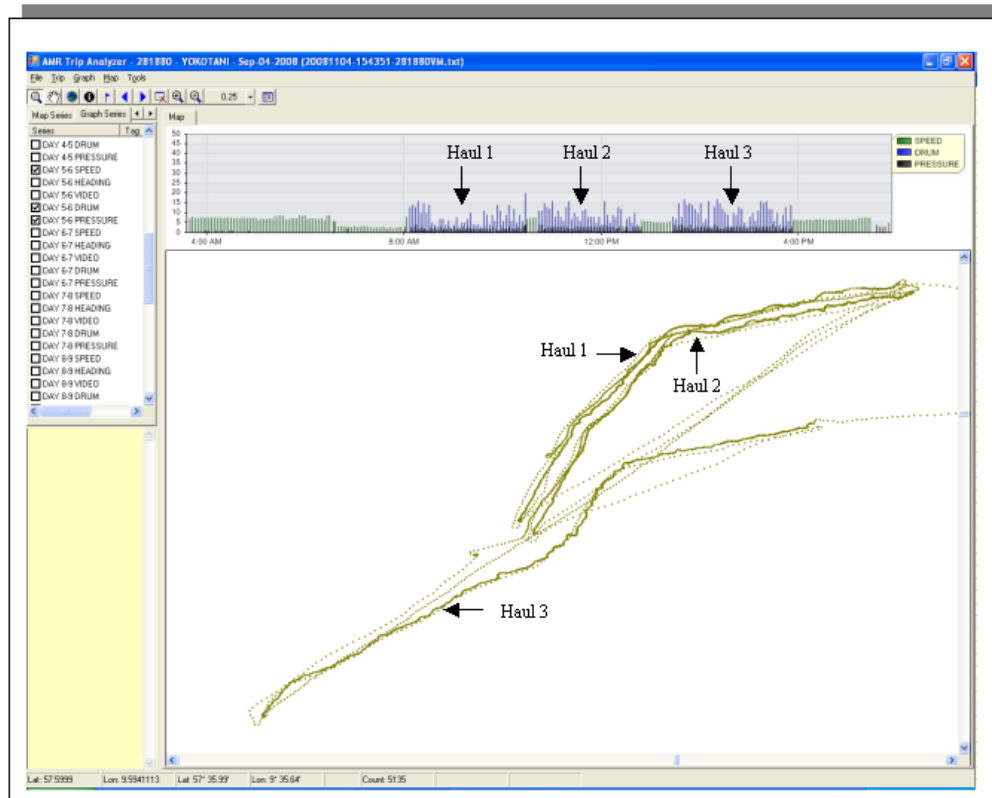 AMR Trip Analyzer - 281880 - YOKOTANI - Sep-04-2008 (20081104-154351-281880VM.txt)
File Trip Graph Map Tools
0.25
Map Series Graph Series
Map
Series Tag
DAY 4-5 DRUM
DAY 4-5 PRESSURE
DAY 5-6 SPEED
DAY 5-6 HEADING
DAY 5-6 VIDEO
DAY 5-6 DRUM
DAY 5-6 PRESSURE
DAY 6-7 SPEED
DAY 6-7 HEADING
DAY 6-7 VIDEO
DAY 6-7 DRUM
DAY 6-7 PRESSURE
DAY 7-8 SPEED
DAY 7-8 HEADING
DAY 7-8 VIDEO
DAY 7-8 DRUM
DAY 7-8 PRESSURE
DAY 8-9 SPEED
DAY 8-9 HEADING
DAY 8-9 VIDEO
DAY 8-9 DRUM
50
45
40
35
30
25
20
15
10
5
0
Haul 1 Haul 2 Haul 3
SPEED
DRUM
PRESSURE
4:00 AM 8:00 AM 12:00 PM 4:00 PM
Haul 1
Haul 2
Haul 3
Lat: 57.5999 Lon: 9.5941113 Lat: 57° 35.99' Lon: 9° 35.64' Count: 5135